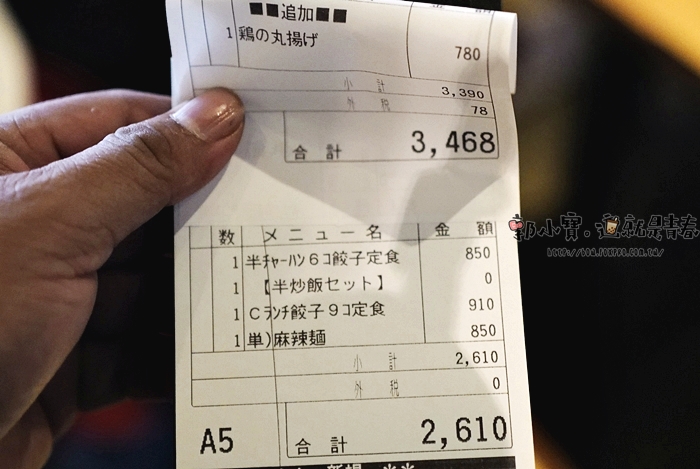 ■■追加■■
1 鶏の丸揚げ 780
小 計 3,390
外 税 78
合 計 3,468
数 メニュー名 金 額
1 半ﾁｬｰﾊﾝ6コ餃子定食 850
1 【半炒飯セット】 0
1 Cﾗﾝﾁ餃子9コ定食 910
1 単)麻辣麺 850
小 計 2,610
外 税 0
A5 合 計 2,610
郭小寶